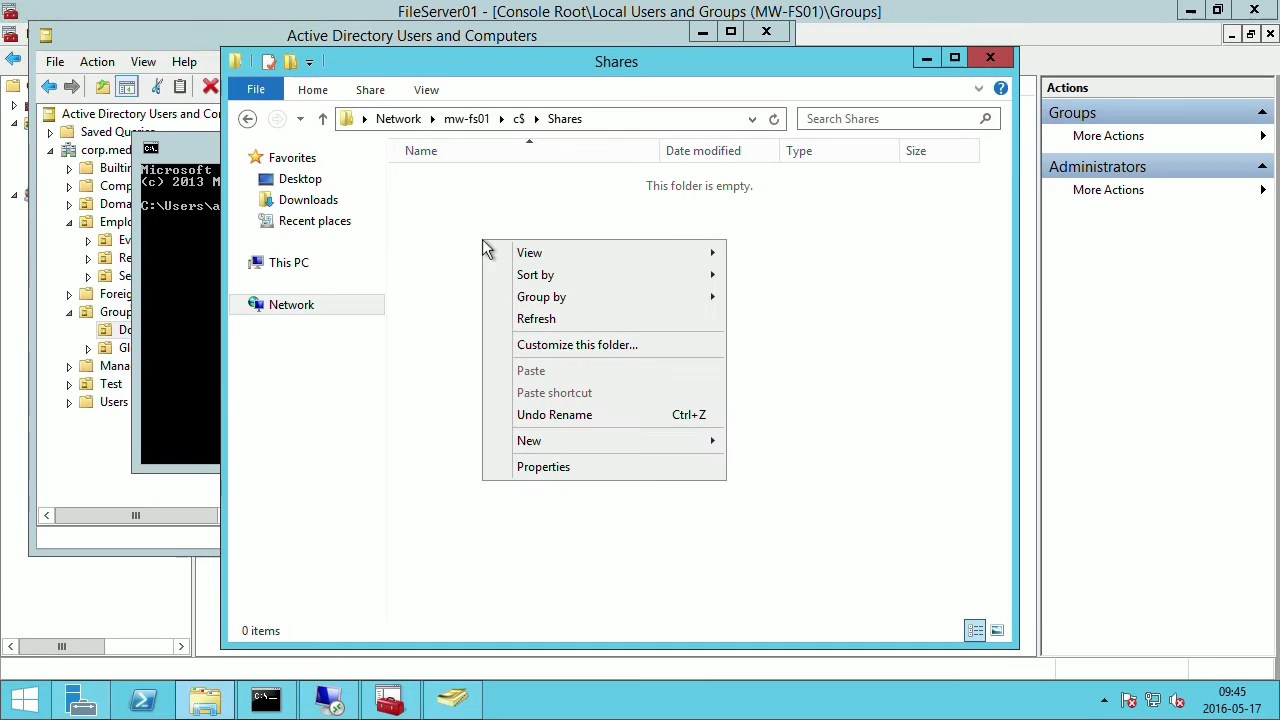 FileServer01 - [Console Root\Local Users and Groups (MW-FS01)\Groups]
Active Directory Users and Computers
File Action View Help
Shares
File Home Share View
Network mw-fs01 c$ Shares
Search Shares
Name Date modified Type Size
This folder is empty.
Favorites
Desktop
Downloads
Recent places
This PC
Network
0 items
View
Sort by
Group by
Refresh
Customize this folder...
Paste
Paste shortcut
Undo Rename Ctrl+Z
New
Properties
Active Directory Users and Com
Saved Queries
corp.med
Builtin
Comp
Doma
Emplo
Ev
Re
Se
Foreig
Group
Do
Gl
Mana
Test
Users
C:\.
Microsoft
(c) 2013 M
C:\Users\a
Actions
Groups
More Actions
Administrators
More Actions
09:45
2016-05-17